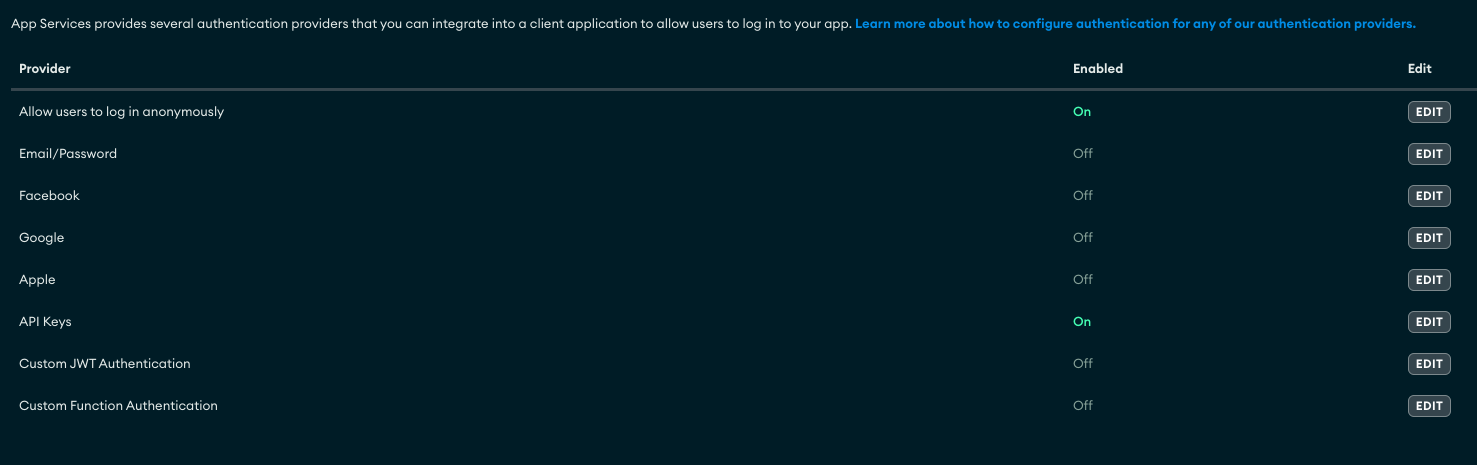 App Services provides several authentication providers that you can integrate into a client application to allow users to log in to your app. Learn more about how to configure authentication for any of our authentication providers.
Provider Enabled Edit
Allow users to log in anonymously On EDIT
Email/Password Off EDIT
Facebook Off EDIT
Google Off EDIT
Apple Off EDIT
API Keys On EDIT
Custom JWT Authentication Off EDIT
Custom Function Authentication Off EDIT